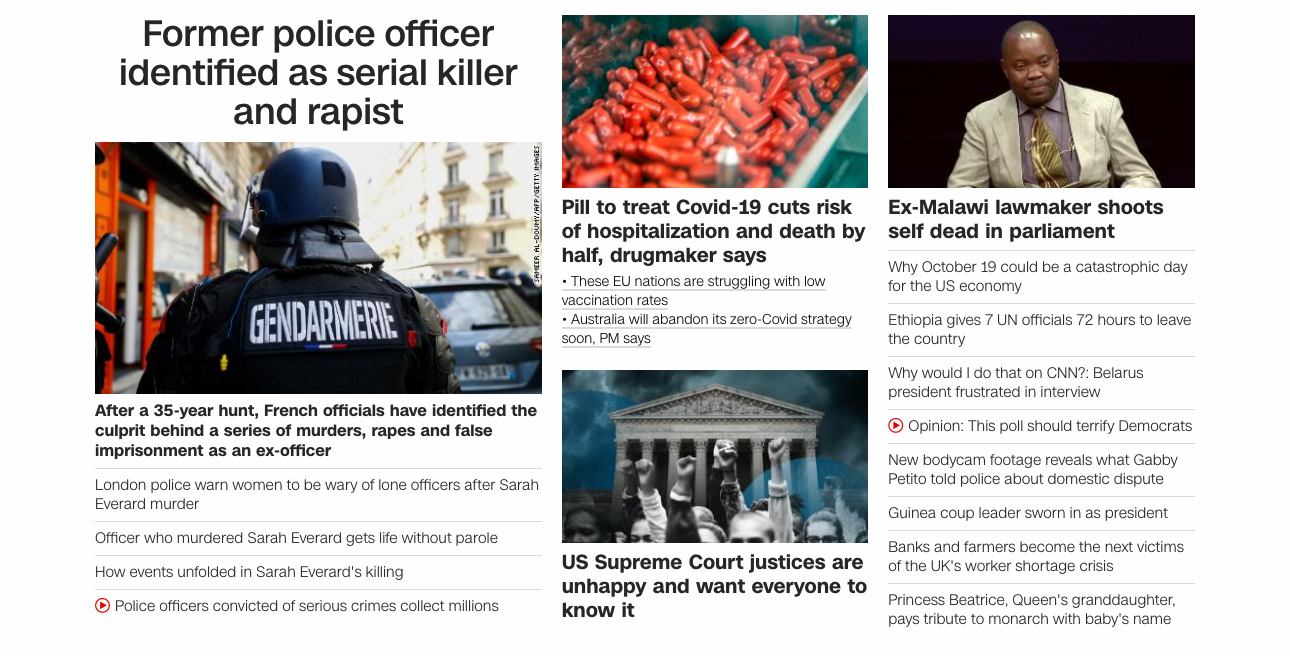 Former police officer
identified as serial killer
and rapist
SAMEER AL-DOUMY/AFP/GETTY IMAGES
GENDARMERIE
After a 35-year hunt, French officials have identified the
culprit behind a series of murders, rapes and false
imprisonment as an ex-officer
London police warn women to be wary of lone officers after Sarah
Everard murder
Officer who murdered Sarah Everard gets life without parole
How events unfolded in Sarah Everard's killing
Police officers convicted of serious crimes collect millions
Pill to treat Covid-19 cuts risk
of hospitalization and death by
half, drugmaker says
• These EU nations are struggling with low
vaccination rates
• Australia will abandon its zero-Covid strategy
soon, PM says
US Supreme Court justices are
unhappy and want everyone to
know it
Ex-Malawi lawmaker shoots
self dead in parliament
Why October 19 could be a catastrophic day
for the US economy
Ethiopia gives 7 UN officials 72 hours to leave
the country
Why would I do that on CNN?: Belarus
president frustrated in interview
Opinion: This poll should terrify Democrats
New bodycam footage reveals what Gabby
Petito told police about domestic dispute
Guinea coup leader sworn in as president
Banks and farmers become the next victims
of the UK's worker shortage crisis
Princess Beatrice, Queen's granddaughter,
pays tribute to monarch with baby's name